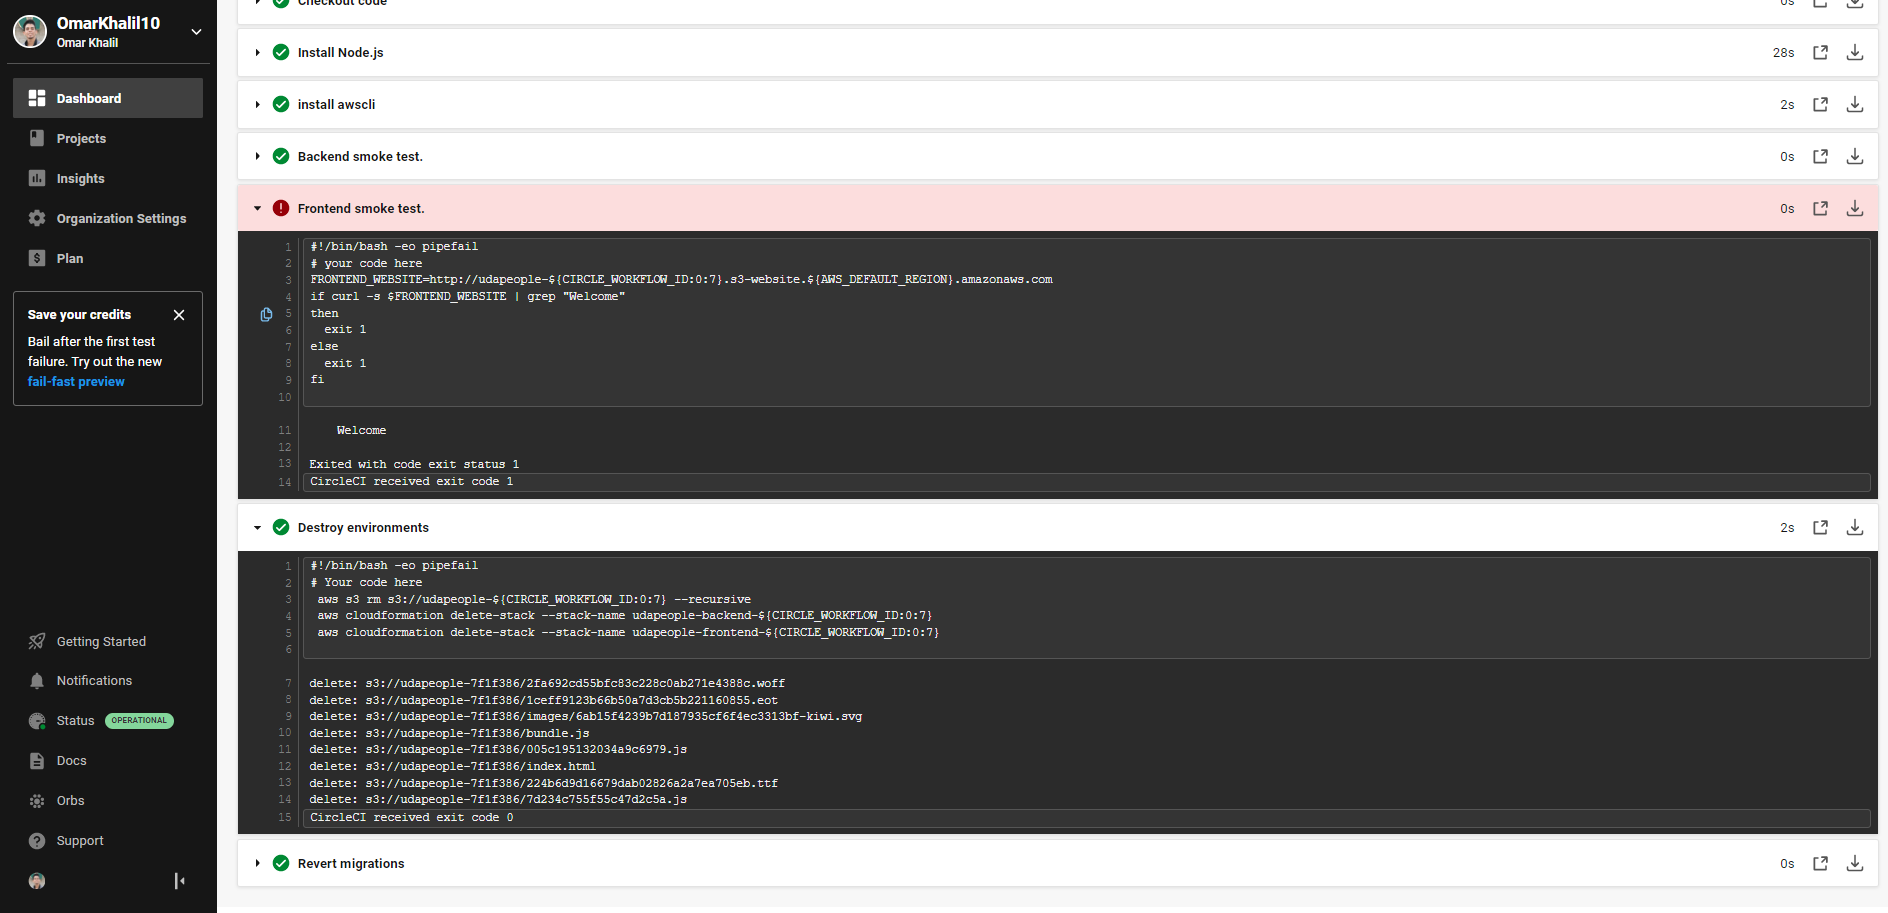 OmarKhalil10
Omar Khalil
Dashboard
Projects
Insights
Organization Settings
Plan
Save your credits
Bail after the first test
failure. Try out the new
fail-fast preview
Getting Started
Notifications
Status OPERATIONAL
Docs
Orbs
Support
Checkout code 0s
Install Node.js 28s
install awscli 2s
Backend smoke test. 0s
Frontend smoke test. 0s
1 #!/bin/bash -eo pipefail
2 # your code here
3 FRONTEND_WEBSITE=http://udapeople-${CIRCLE_WORKFLOW_ID:0:7}.s3-website.${AWS_DEFAULT_REGION}.amazonaws.com
4 if curl -s $FRONTEND_WEBSITE | grep "Welcome"
5 then
6 exit 1
7 else
8 exit 1
9 fi
10
11 Welcome
12
13 Exited with code exit status 1
14 CircleCI received exit code 1
Destroy environments 2s
1 #!/bin/bash -eo pipefail
2 # Your code here
3 aws s3 rm s3://udapeople-${CIRCLE_WORKFLOW_ID:0:7} --recursive
4 aws cloudformation delete-stack --stack-name udapeople-backend-${CIRCLE_WORKFLOW_ID:0:7}
5 aws cloudformation delete-stack --stack-name udapeople-frontend-${CIRCLE_WORKFLOW_ID:0:7}
6
7 delete: s3://udapeople-7f1f386/2fa692cd55bfc83c228c0ab271e4388c.woff
8 delete: s3://udapeople-7f1f386/1ceff9123b66b50a7d3cb5b221160855.eot
9 delete: s3://udapeople-7f1f386/images/6ab15f4239b7d187935cf6f4ec3313bf-kiwi.svg
10 delete: s3://udapeople-7f1f386/bundle.js
11 delete: s3://udapeople-7f1f386/005c195132034a9c6979.js
12 delete: s3://udapeople-7f1f386/index.html
13 delete: s3://udapeople-7f1f386/224b6d9d16679dab02826a2a7ea705eb.ttf
14 delete: s3://udapeople-7f1f386/7d234c755f55c47d2c5a.js
15 CircleCI received exit code 0
Revert migrations 0s